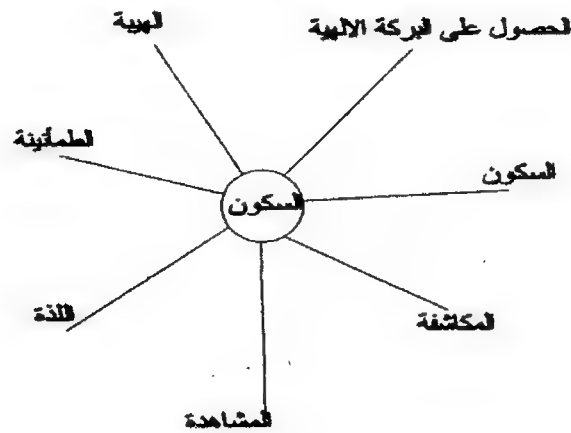 الحصول على البركة الالهية
الهيبة
الطمأنينة
السكون
السكون
اللذة
المكاشفة
المشاهدة